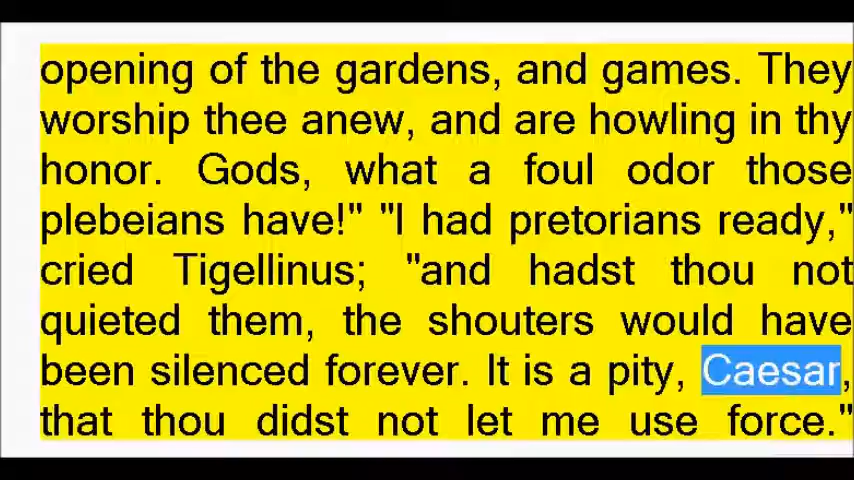 opening of the gardens, and games. They
worship thee anew, and are howling in thy
honor. Gods, what a foul odor those
plebeians have!" "I had pretorians ready,"
cried Tigellinus; "and hadst thou not
quieted them, the shouters would have
been silenced forever. It is a pity, Caesar,
that thou didst not let me use force."